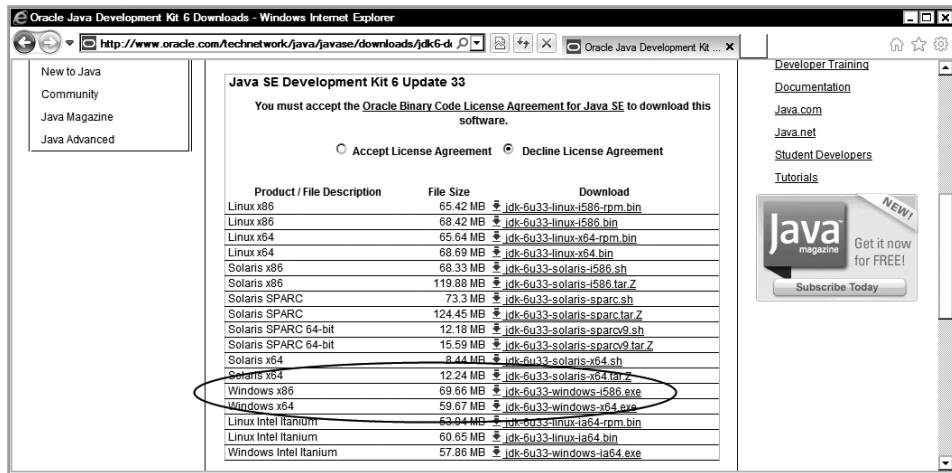 Oracle Java Development Kit 6 Downloads - Windows Internet Explorer
http://www.oracle.com/technetwork/java/javase/downloads/jdk6-d
Oracle Java Development Kit ...
New to Java
Community
Java Magazine
Java Advanced
Java SE Development Kit 6 Update 33
You must accept the Oracle Binary Code License Agreement for Java SE to download this
software.
Accept License Agreement Decline License Agreement
Product / File Description File Size Download
Linux x86 65.42 MB jdk-6u33-linux-i586-rpm.bin
Linux x86 68.42 MB jdk-6u33-linux-i586.bin
Linux x64 65.64 MB jdk-6u33-linux-x64-rpm.bin
Linux x64 68.69 MB jdk-6u33-linux-x64.bin
Solaris x86 68.33 MB jdk-6u33-solaris-i586.sh
Solaris x86 119.88 MB jdk-6u33-solaris-i586.tar.Z
Solaris SPARC 73.3 MB jdk-6u33-solaris-sparc.sh
Solaris SPARC 124.45 MB jdk-6u33-solaris-sparc.tar.Z
Solaris SPARC 64-bit 12.18 MB jdk-6u33-solaris-sparcv9.sh
Solaris SPARC 64-bit 15.59 MB jdk-6u33-solaris-sparcv9.tar.Z
Solaris x64 8.44 MB jdk-6u33-solaris-x64.sh
Solaris x64 12.24 MB jdk-6u33-solaris-x64.tar.Z
Windows x86 69.66 MB jdk-6u33-windows-i586.exe
Windows x64 59.67 MB jdk-6u33-windows-x64.exe
Linux Intel Itanium 53.94 MB jdk-6u33-linux-ia64-rpm.bin
Linux Intel Itanium 60.65 MB jdk-6u33-linux-ia64.bin
Windows Intel Itanium 57.86 MB jdk-6u33-windows-ia64.exe
Developer Training
Documentation
Java.com
Java.net
Student Developers
Tutorials
NEW!
Java
magazine
Get it now
for FREE!
Subscribe Today